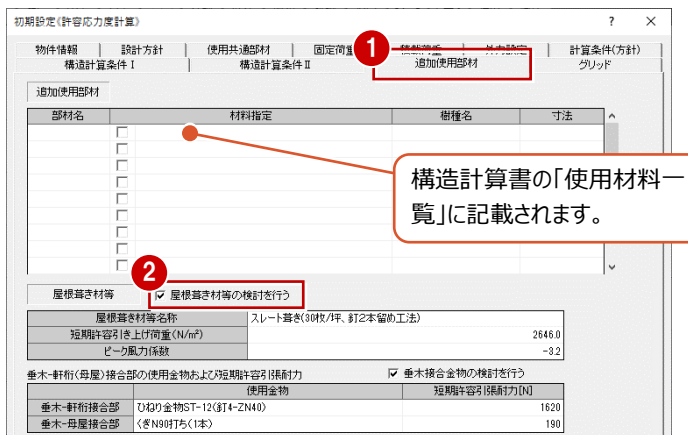 初期設定《許容応力度計算》 ? ×
物件情報 設計方針 使用共通部材 固定荷重 計算条件(方針)
構造計算条件Ⅰ 構造計算条件Ⅱ 追加使用部材 グリッド
1
追加使用部材
部材名 材料指定 樹種名 寸法
構造計算書の「使用材料一
覧」に記載されます。
2
屋根葺き材等 屋根葺き材等の検討を行う
屋根葺き材等名称 スレート葺き(30枚/坪、釘2本留め工法)
短期許容引き上げ荷重(N/m²) 2646.0
ピーク風力係数 -3.2
垂木-軒桁(母屋)接合部の使用金物および短期許容引張耐力 垂木接合金物の検討を行う
使用金物 短期許容引張耐力[N]
垂木-軒桁接合部 ひねり金物ST-12(釘4-ZN40) 1620
垂木-母屋接合部 くぎN90打ち(1本) 190